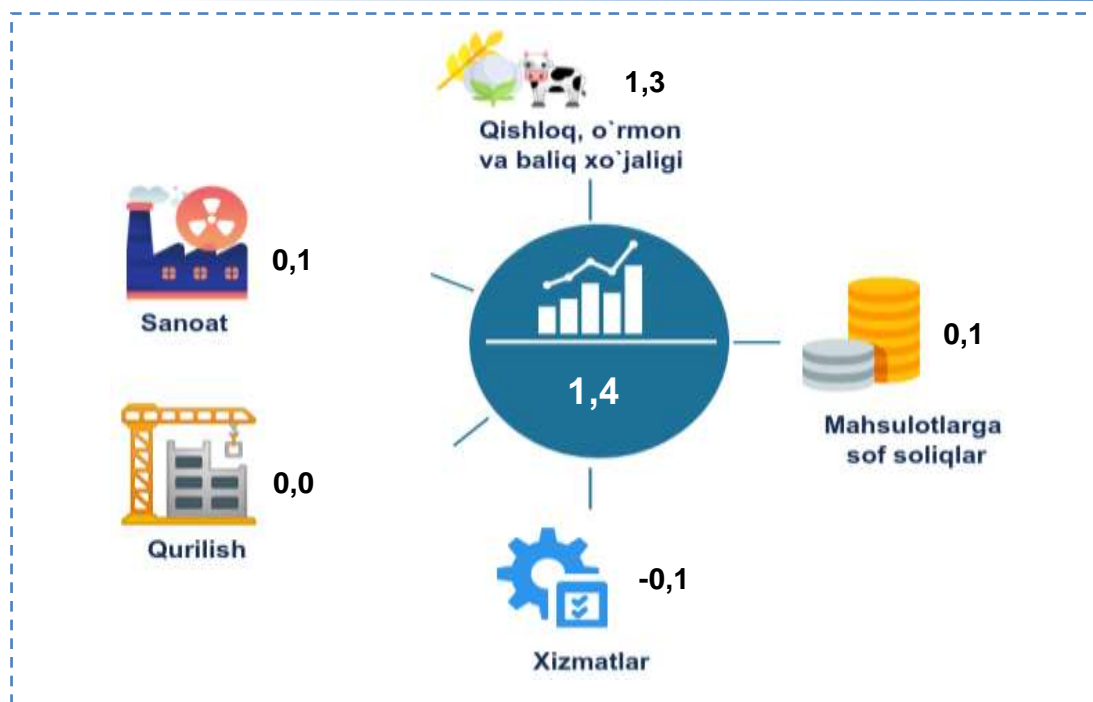 1,3
Qishloq, o`rmon
va baliq xo`jaligi
0,1
Sanoat
1,4
0,1
Mahsulotlarga
sof soliqlar
0,0
Qurilish
-0,1
Xizmatlar